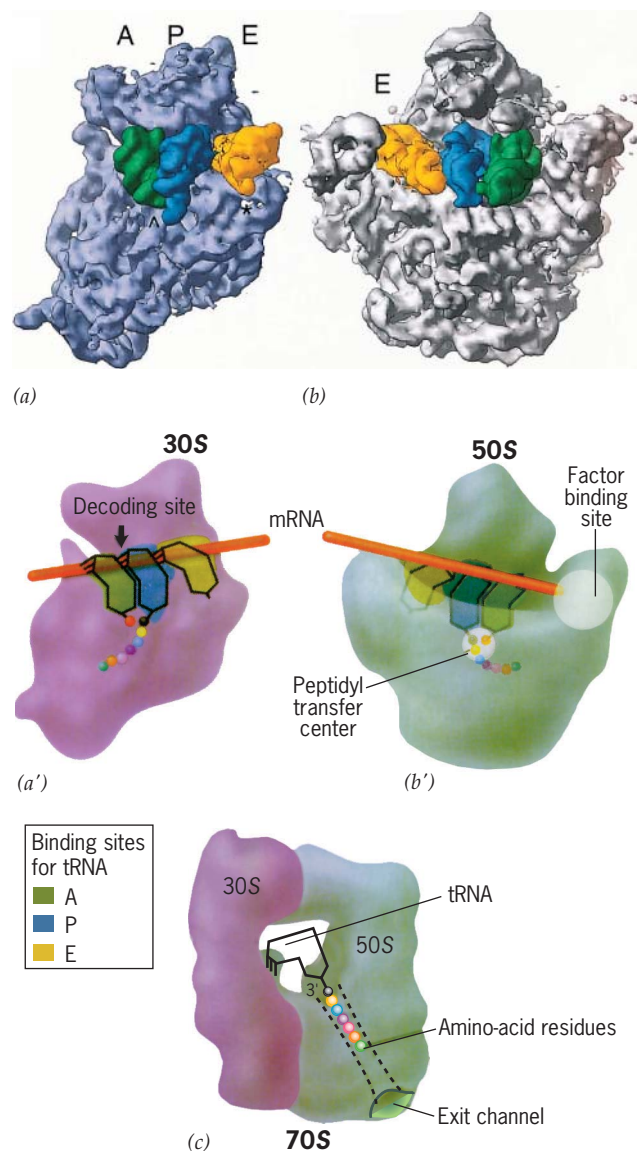 A P E
E
^
*
(a)
(b)
30S
50S
Decoding site
mRNA
Factor
binding
site
Peptidyl
transfer
center
(a')
(b')
Binding sites
for tRNA
A
P
E
30S
tRNA
50S
3'
Amino-acid residues
Exit channel
(c)
70S